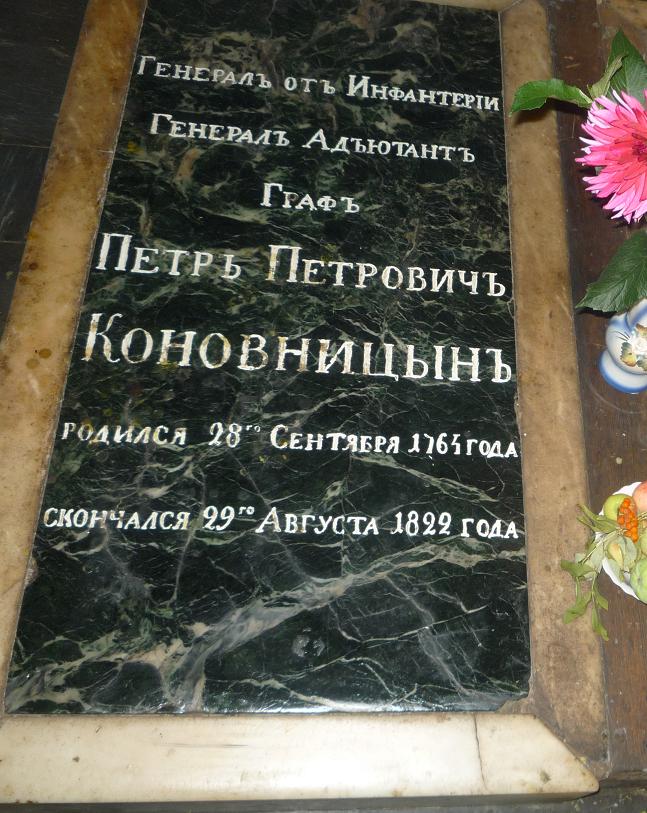 Генералъ отъ Инфантерiи
Генералъ Адъютантъ
Графъ
Петръ Петровичъ
Коновницынъ
родился 28го Сентября 1764 года
скончался 29го Августа 1822 года